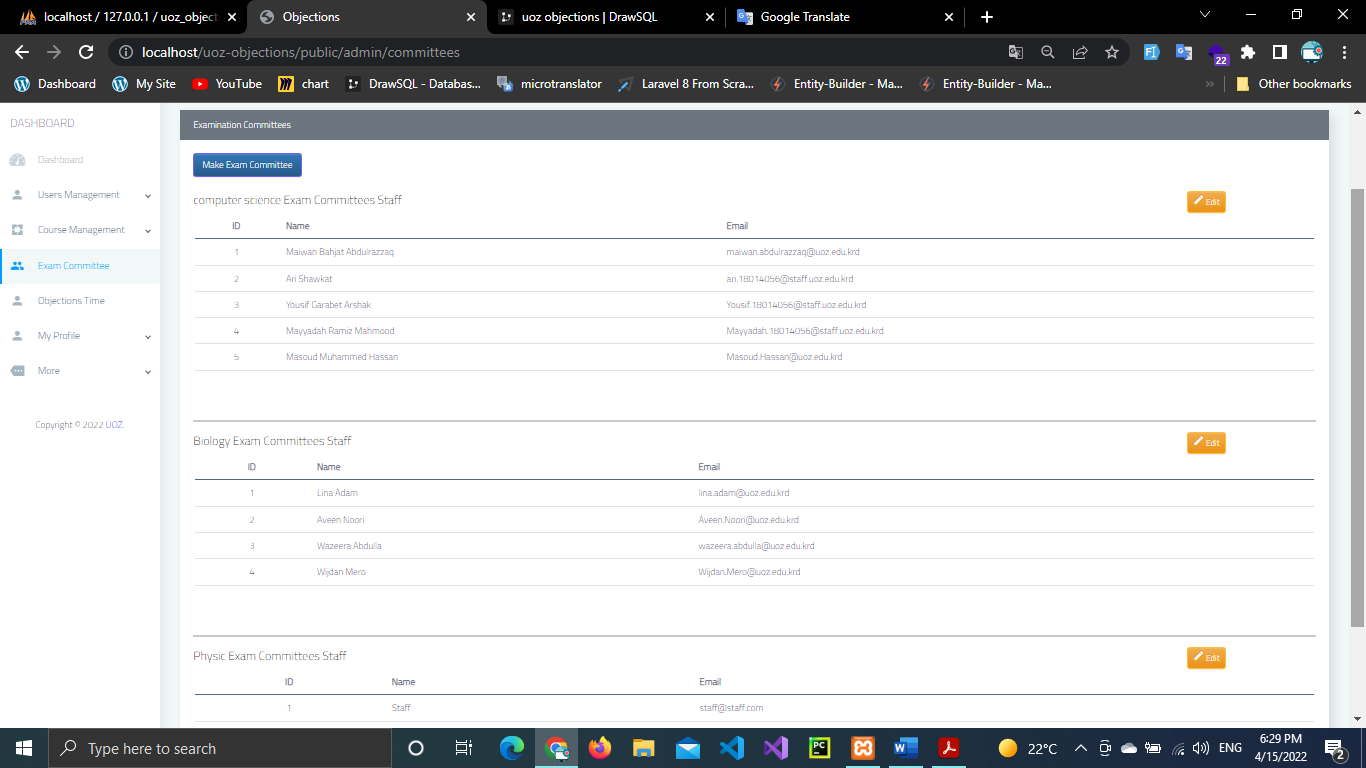 localhost / 127.0.0.1 / uoz_object
Objections
uoz objections | DrawSQL
Google Translate
localhost/uoz-objections/public/admin/committees
22
Dashboard
My Site
YouTube
chart
DrawSQL - Databas...
microtranslator
Laravel 8 From Scra...
Entity-Builder - Ma...
Entity-Builder - Ma...
Other bookmarks
DASHBOARD
Dashboard
Users Management
Course Management
Exam Committee
Objections Time
My Profile
More
Copyright © 2022 UOZ.
Examination Committees
Make Exam Committee
computer science Exam Committees Staff
Edit
ID Name Email
1 Maiwan Bahjat Abdulrazzaq maiwan.abdulrazzaq@uoz.edu.krd
2 Ari Shawkat ari.18014056@staff.uoz.edu.krd
3 Yousif Garabet Arshak Yousif.18014056@staff.uoz.edu.krd
4 Mayyadah Ramiz Mahmood Mayyadah.18014056@staff.uoz.edu.krd
5 Masoud Muhammed Hassan Masoud.Hassan@uoz.edu.krd
Biology Exam Committees Staff
Edit
ID Name Email
1 Lina Adam lina.adam@uoz.edu.krd
2 Aveen Noori Aveen.Noori@uoz.edu.krd
3 Wazeera Abdulla wazeera.abdulla@uoz.edu.krd
4 Wijdan Mero Wijdan.Mero@uoz.edu.krd
Physic Exam Committees Staff
Edit
ID Name Email
1 Staff staff@staff.com
Type here to search
22°C
ENG
6:29 PM
4/15/2022
2